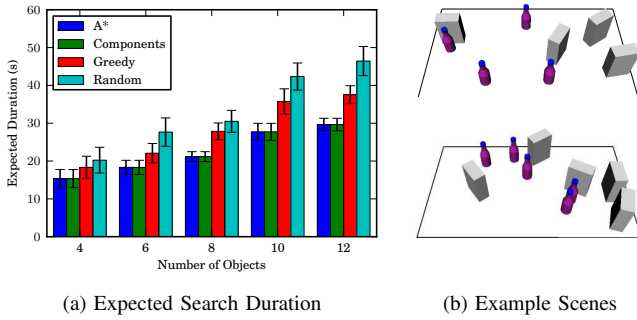 60
50
40
30
20
10
0
Expected Duration (s)
A*
Components
Greedy
Random
4 6 8 10 12
Number of Objects
(a) Expected Search Duration
(b) Example Scenes